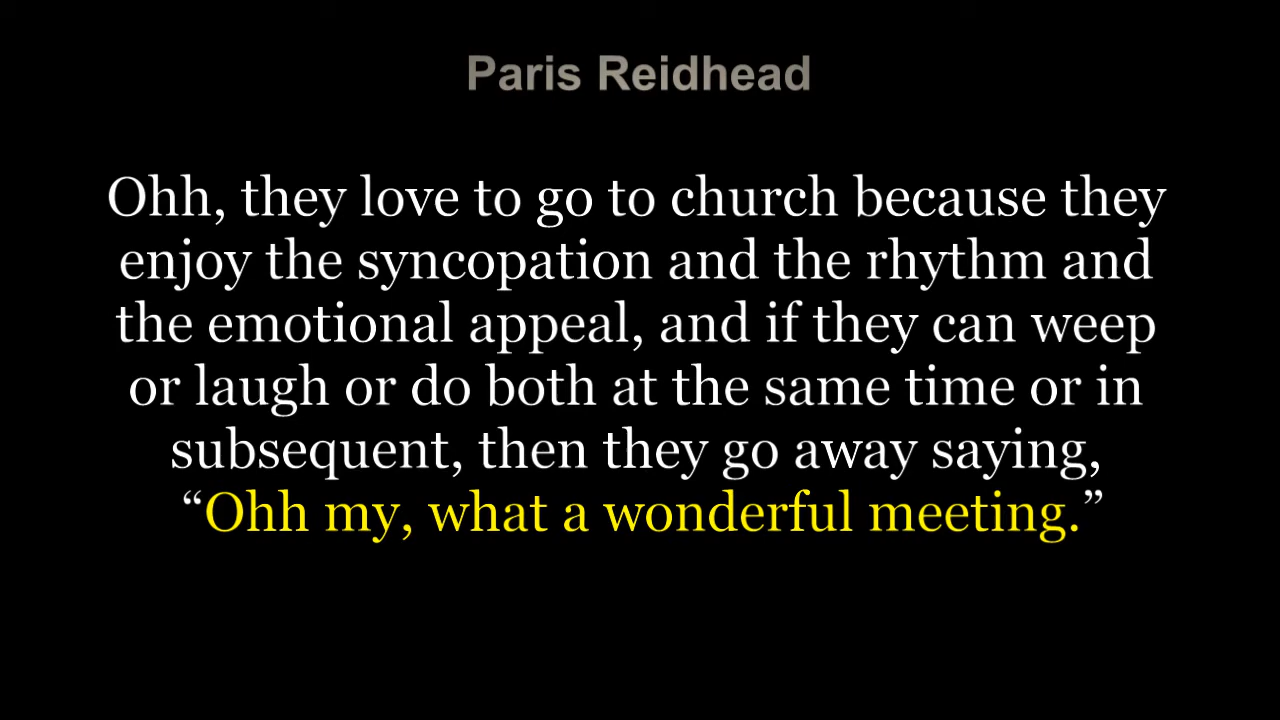 Paris Reidhead
Ohh, they love to go to church because they
enjoy the syncopation and the rhythm and
the emotional appeal, and if they can weep
or laugh or do both at the same time or in
subsequent, then they go away saying,
“Ohh my, what a wonderful meeting.”